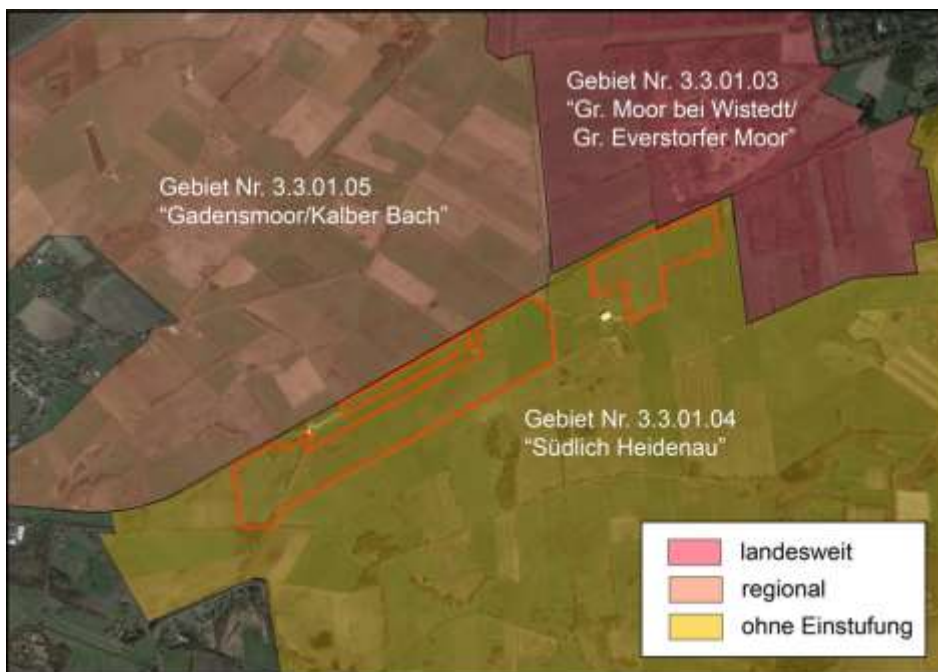 Gebiet Nr. 3.3.01.03
"Gr. Moor bei Wistedt/
Gr. Everstorfer Moor"
Gebiet Nr. 3.3.01.05
"Gadensmoor/Kalber Bach"
Gebiet Nr. 3.3.01.04
"Südlich Heidenau"
landesweit
regional
ohne Einstufung